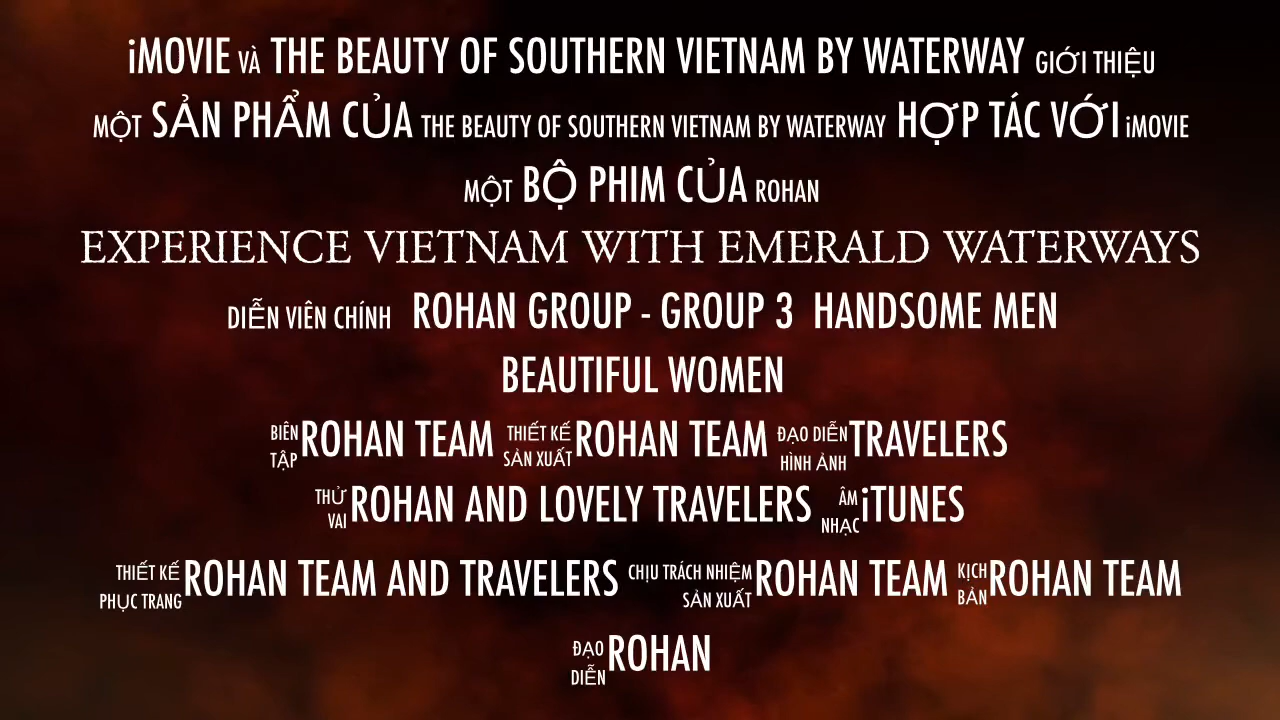 iMOVIE VÀ THE BEAUTY OF SOUTHERN VIETNAM BY WATERWAY GIỚI THIỆU
MỘT SẢN PHẨM CỦA THE BEAUTY OF SOUTHERN VIETNAM BY WATERWAY HỢP TÁC VỚI iMOVIE
MỘT BỘ PHIM CỦA ROHAN
EXPERIENCE VIETNAM WITH EMERALD WATERWAYS
DIỄN VIÊN CHÍNH ROHAN GROUP - GROUP 3 HANDSOME MEN
BEAUTIFUL WOMEN
BIÊN TẬP ROHAN TEAM THIẾT KẾ SẢN XUẤT ROHAN TEAM ĐẠO DIỄN HÌNH ẢNH TRAVELERS
THỬ VAI ROHAN AND LOVELY TRAVELERS ÂM NHẠC iTUNES
THIẾT KẾ PHỤC TRANG ROHAN TEAM AND TRAVELERS CHỊU TRÁCH NHIỆM SẢN XUẤT ROHAN TEAM KỊCH BẢN ROHAN TEAM
ĐẠO DIỄN ROHAN